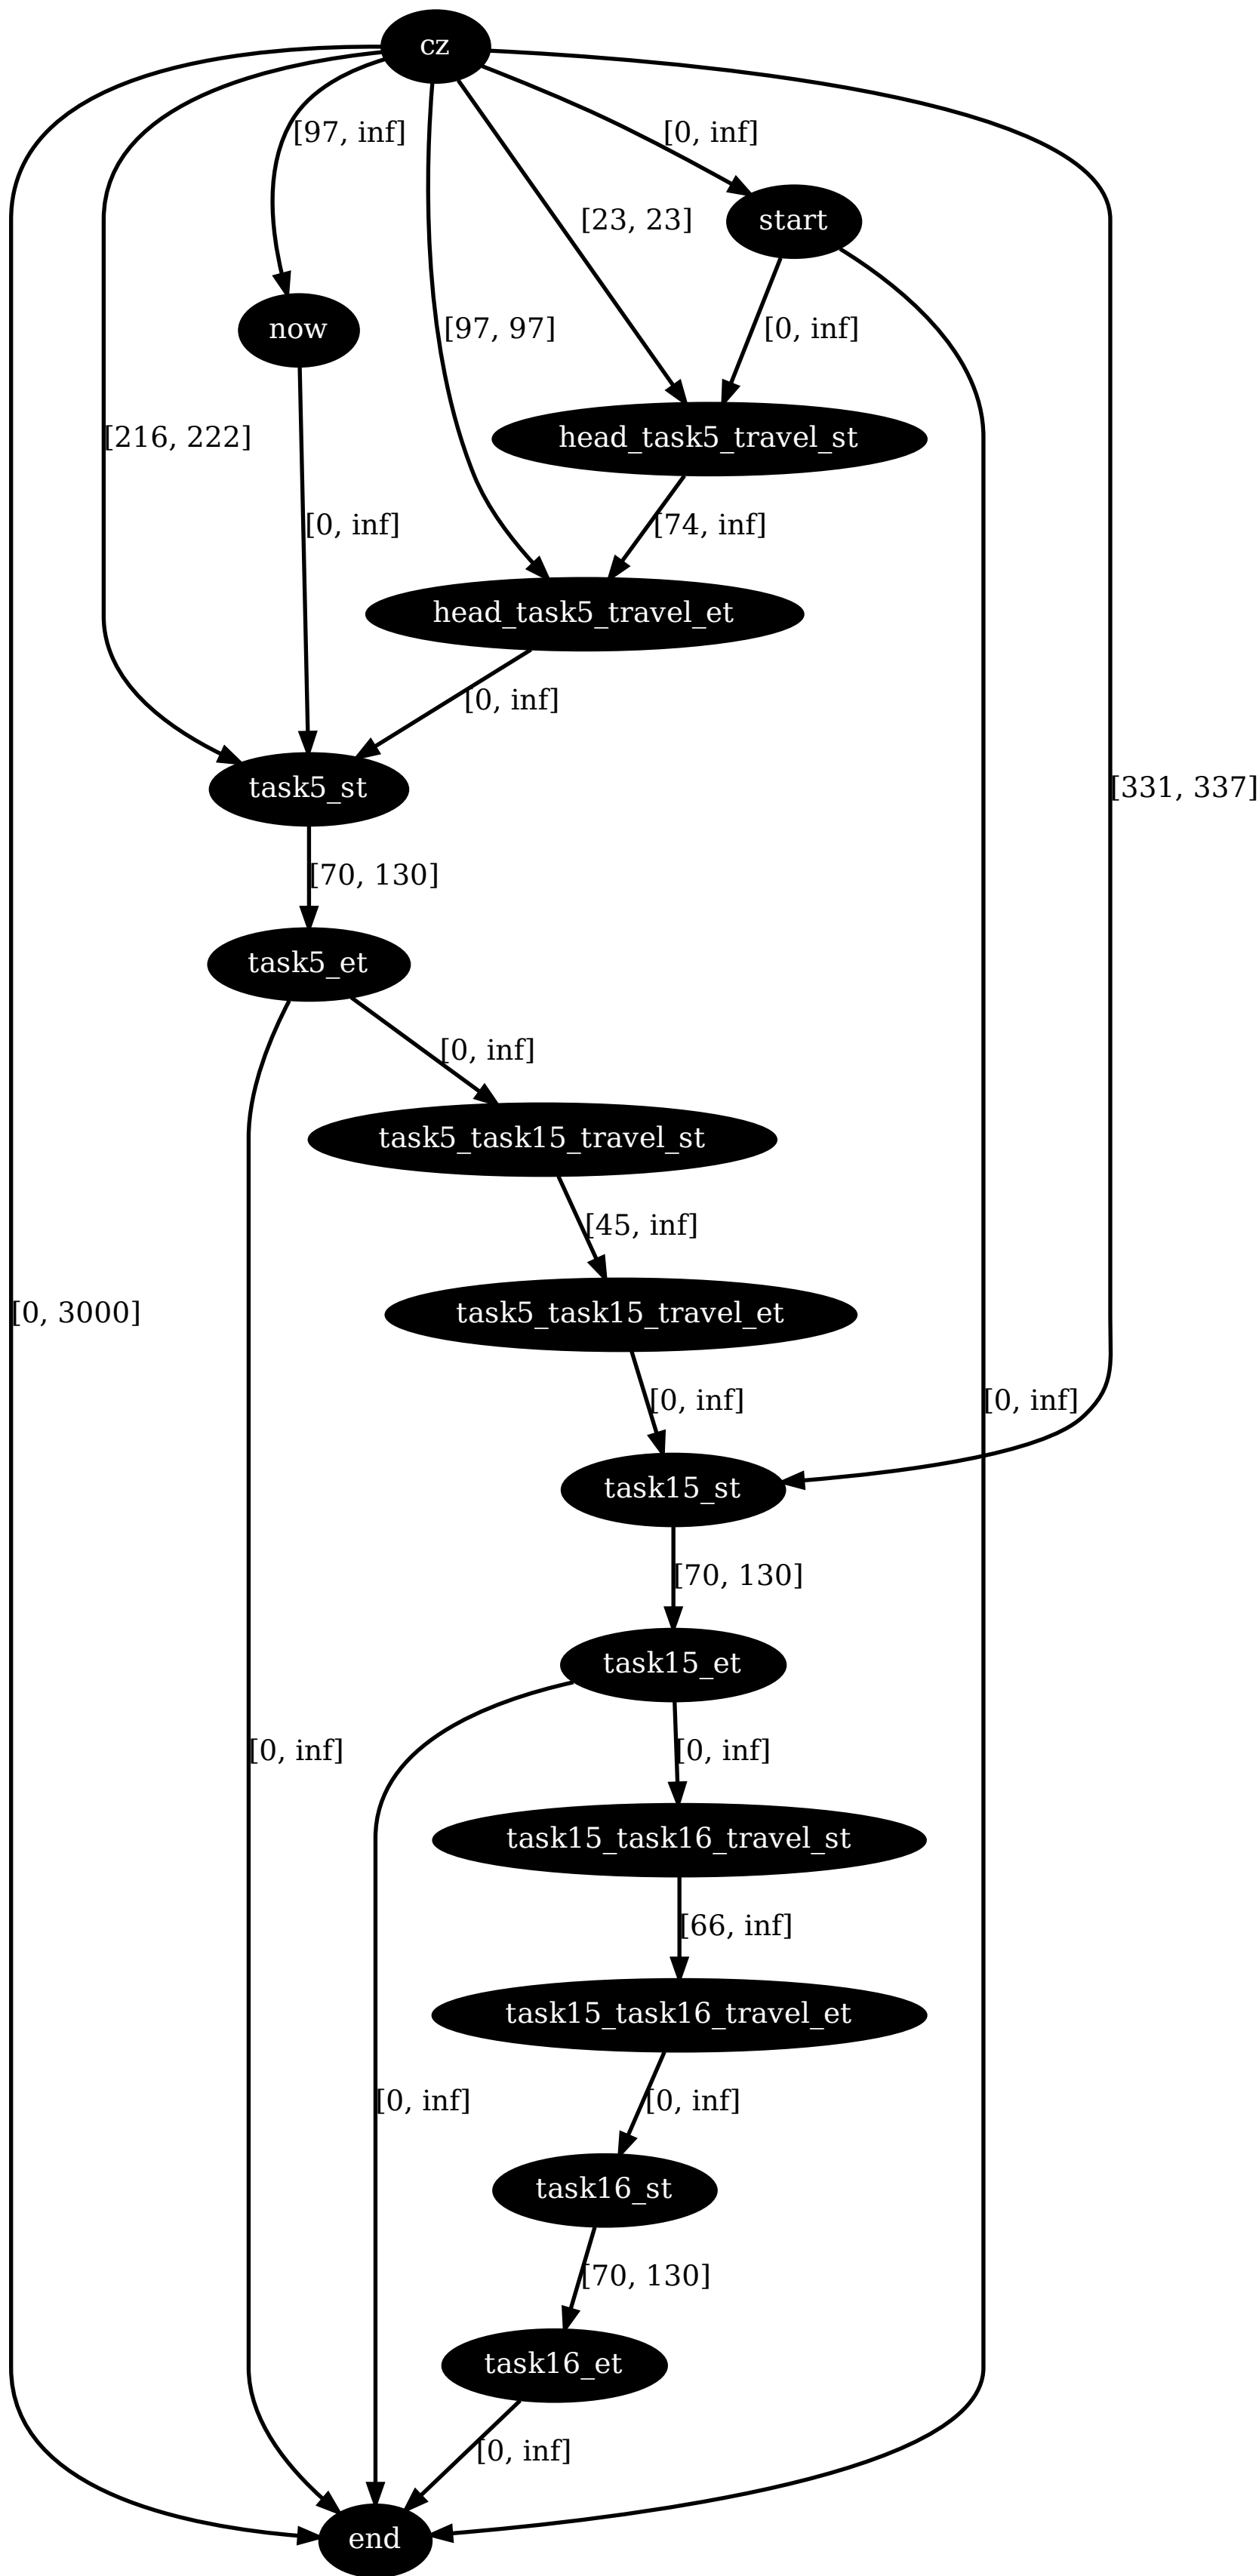 cz
[97, inf]
[0, inf]
start
[23, 23]
now
[97, 97]
[0, inf]
[216, 222]
head_task5_travel_st
[0, inf]
[74, inf]
head_task5_travel_et
[0, inf]
task5_st
[331, 337]
[70, 130]
task5_et
[0, inf]
task5_task15_travel_st
[45, inf]
[0, 3000]
task5_task15_travel_et
[0, inf]
[0, inf]
task15_st
[70, 130]
task15_et
[0, inf]
[0, inf]
task15_task16_travel_st
[66, inf]
task15_task16_travel_et
[0, inf]
[0, inf]
task16_st
[70, 130]
task16_et
[0, inf]
end